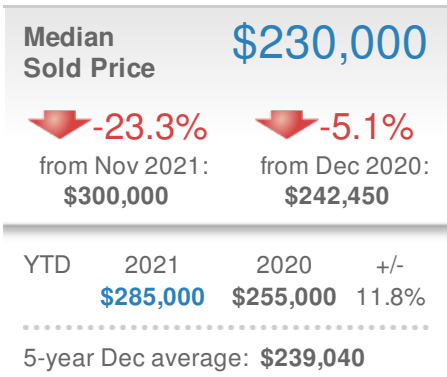 Median $230,000
Sold Price
-23.3% -5.1%
from Nov 2021: from Dec 2020:
$300,000 $242,450
YTD 2021 2020 +/-
$285,000 $255,000 11.8%
5-year Dec average: $239,040